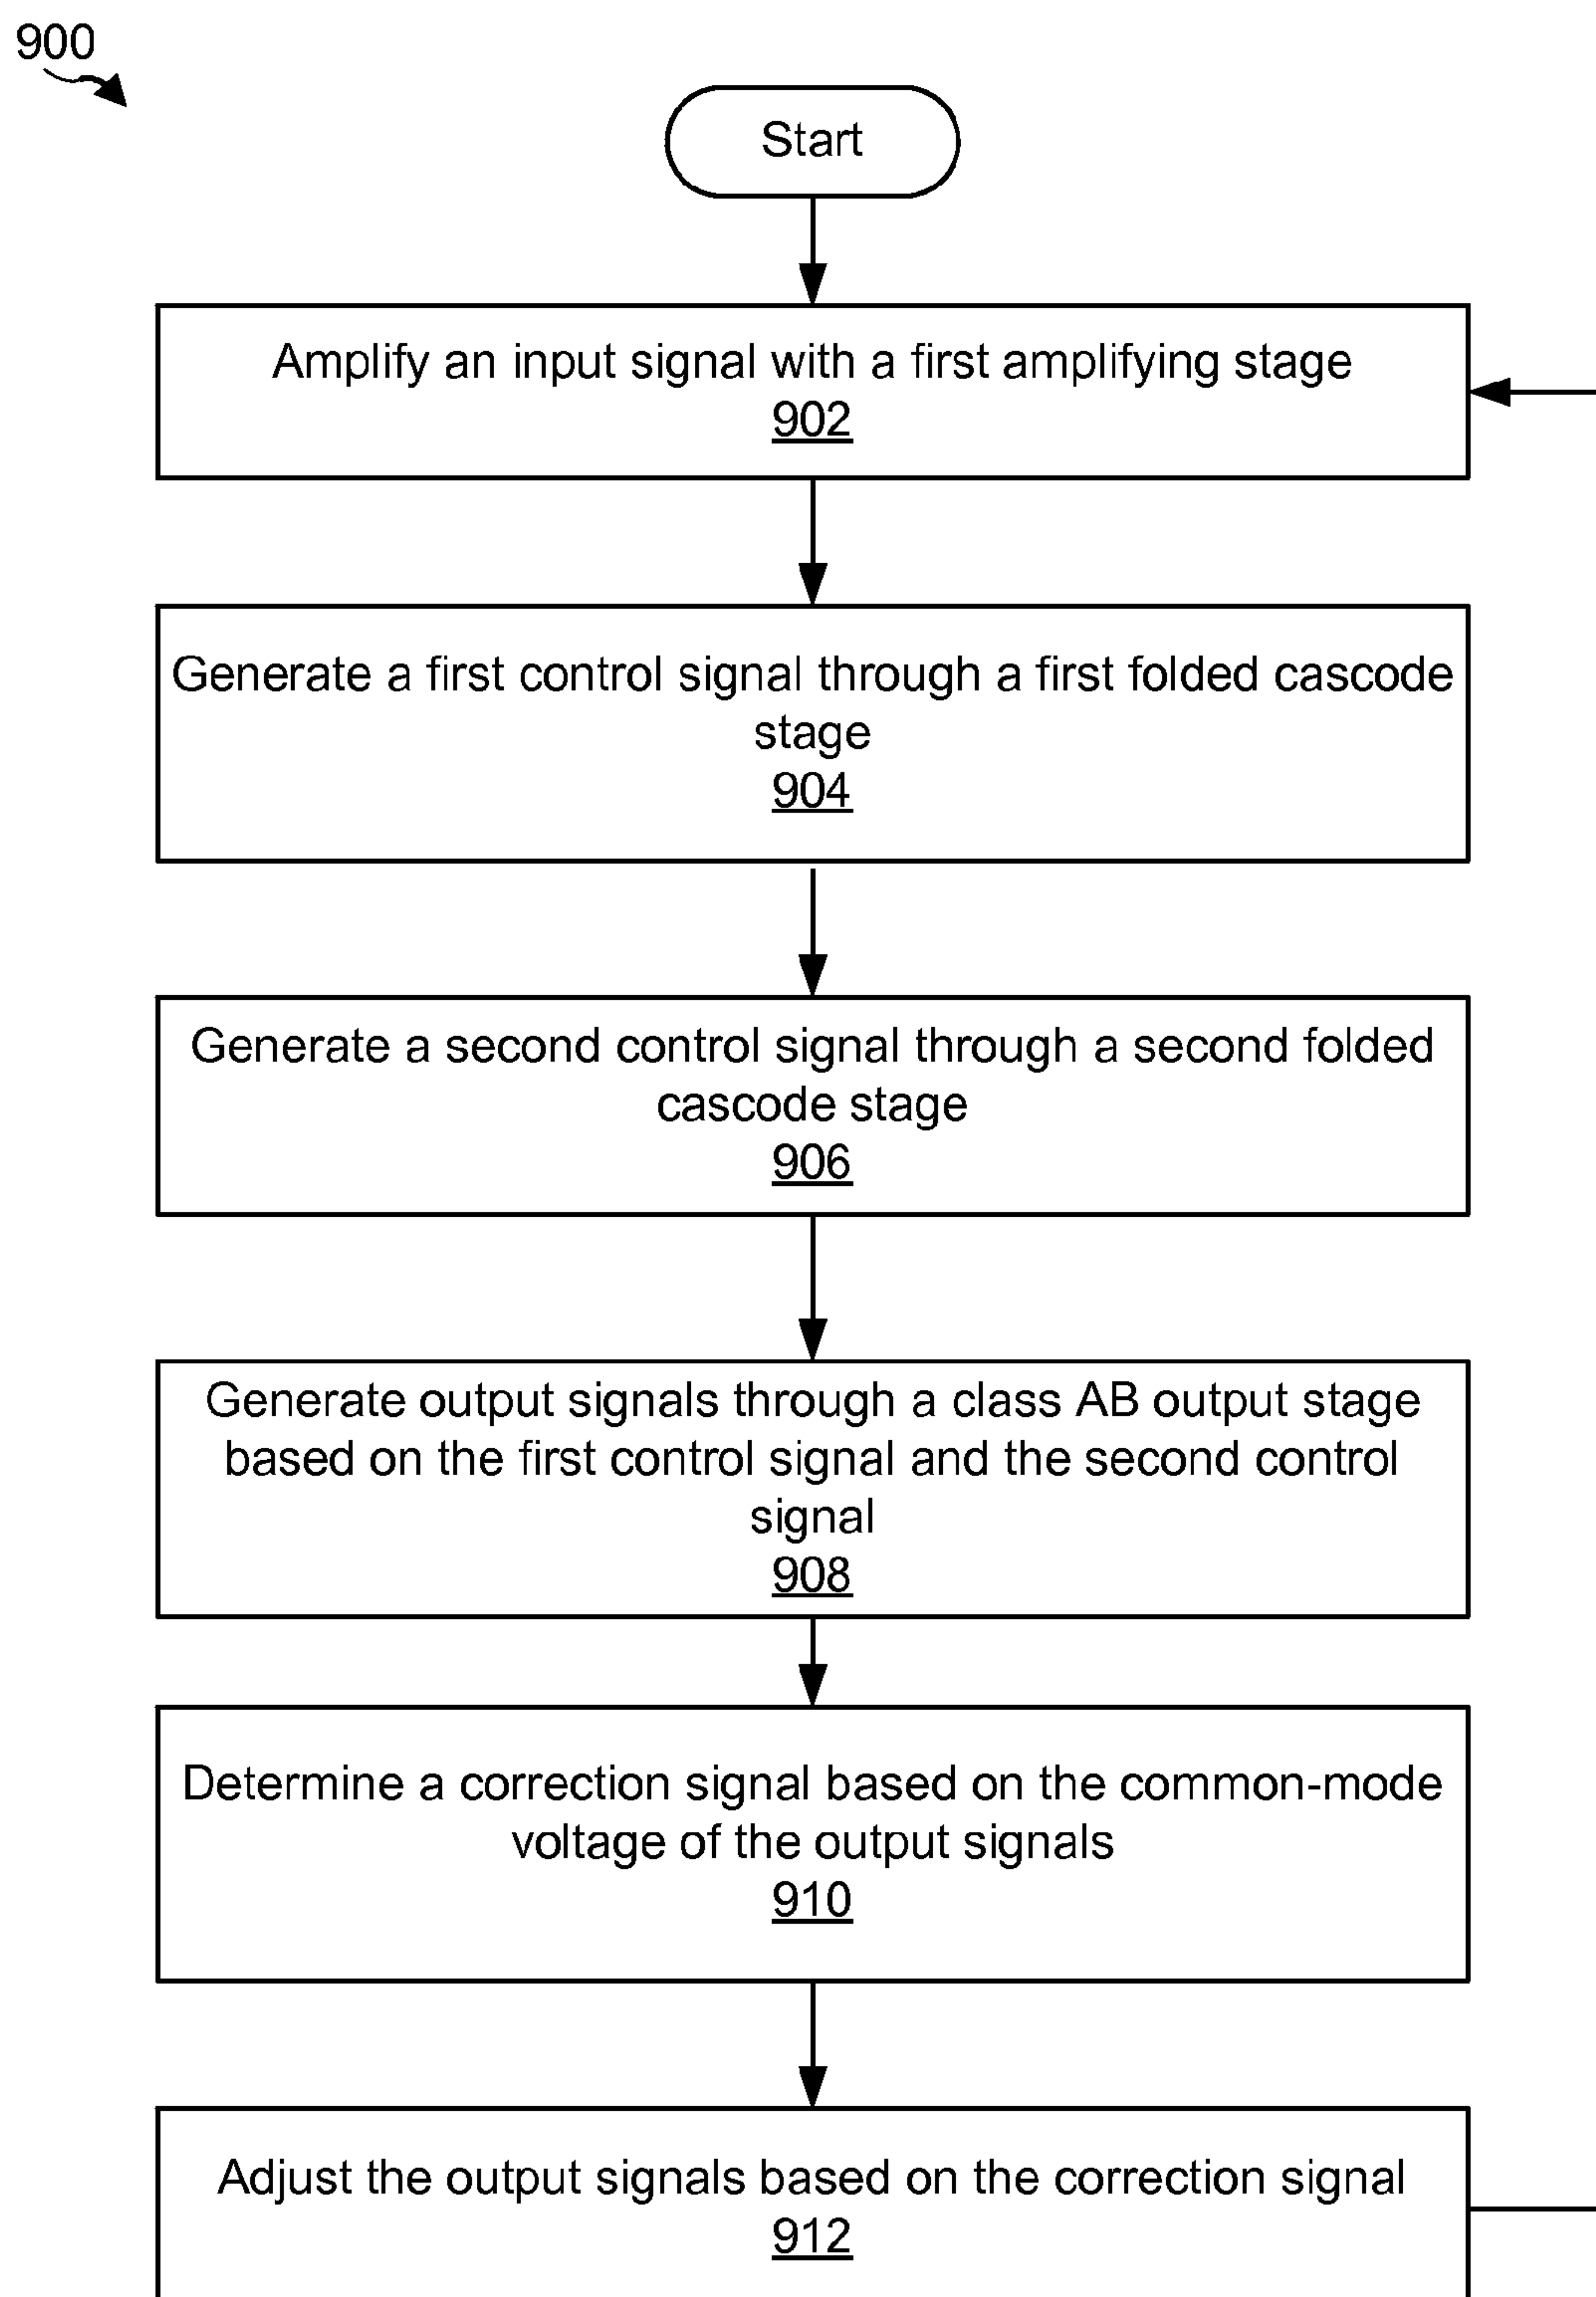 900
Start
Amplify an input signal with a first amplifying stage
902
Generate a first control signal through a first folded cascode
stage
904
Generate a second control signal through a second folded
cascode stage
906
Generate output signals through a class AB output stage
based on the first control signal and the second control
signal
908
Determine a correction signal based on the common-mode
voltage of the output signals
910
Adjust the output signals based on the correction signal
912